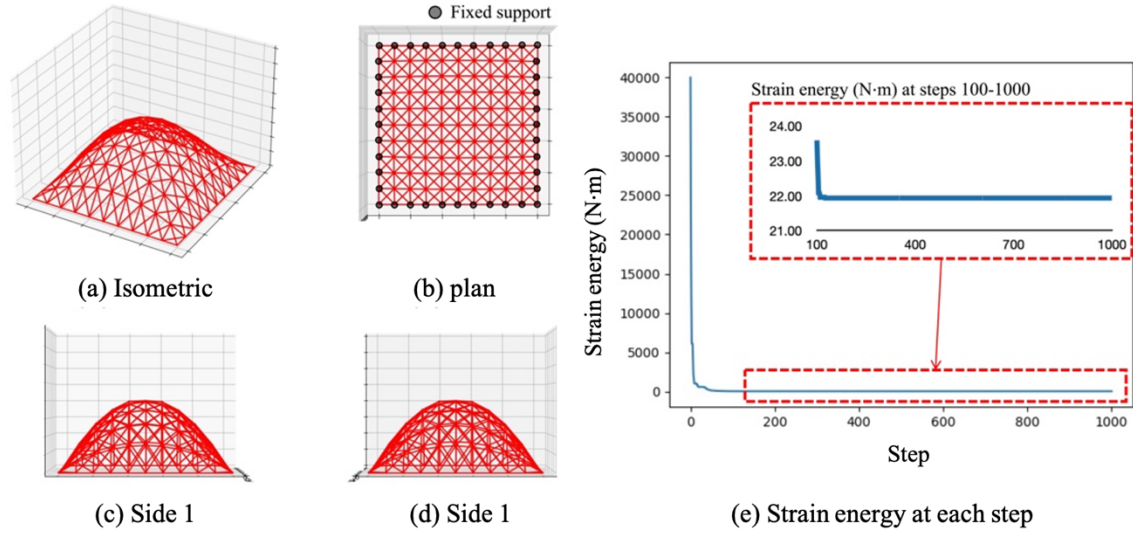 Fixed support
(a) Isometric
(b) plan
(c) Side 1
(d) Side 1
Strain energy (N·m)
40000
35000
30000
25000
20000
15000
10000
5000
0
Strain energy (N·m) at steps 100-1000
24.00
23.00
22.00
21.00
100 400 700 1000
0 200 400 600 800 1000
Step
(e) Strain energy at each step